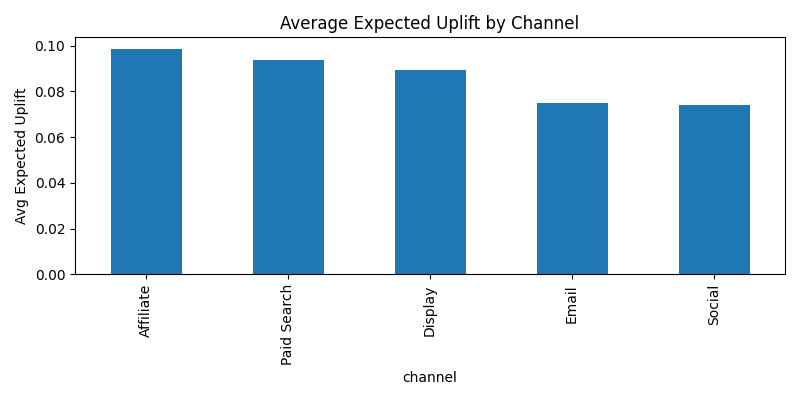 Average Expected Uplift by Channel
Avg Expected Uplift
0.10
0.08
0.06
0.04
0.02
0.00
Affiliate
Paid Search
Display
Email
Social
channel